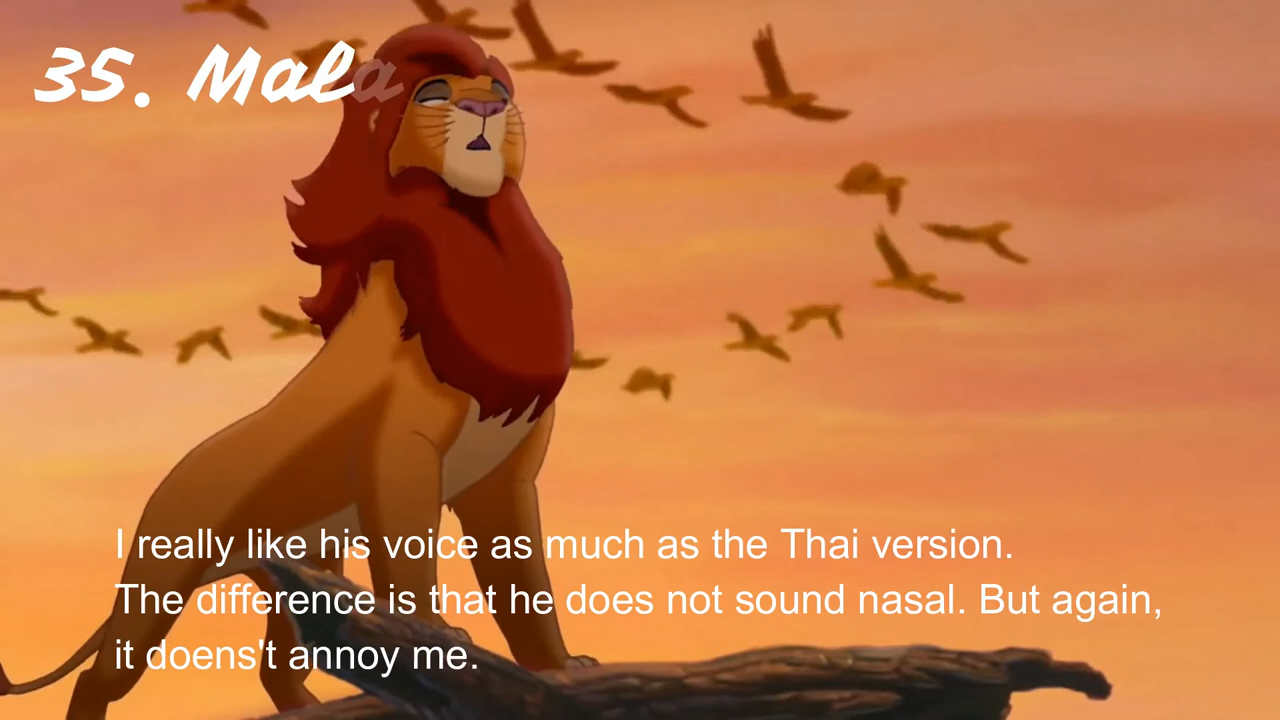 35. Mala
I really like his voice as much as the Thai version.
The difference is that he does not sound nasal. But again,
it doens't annoy me.